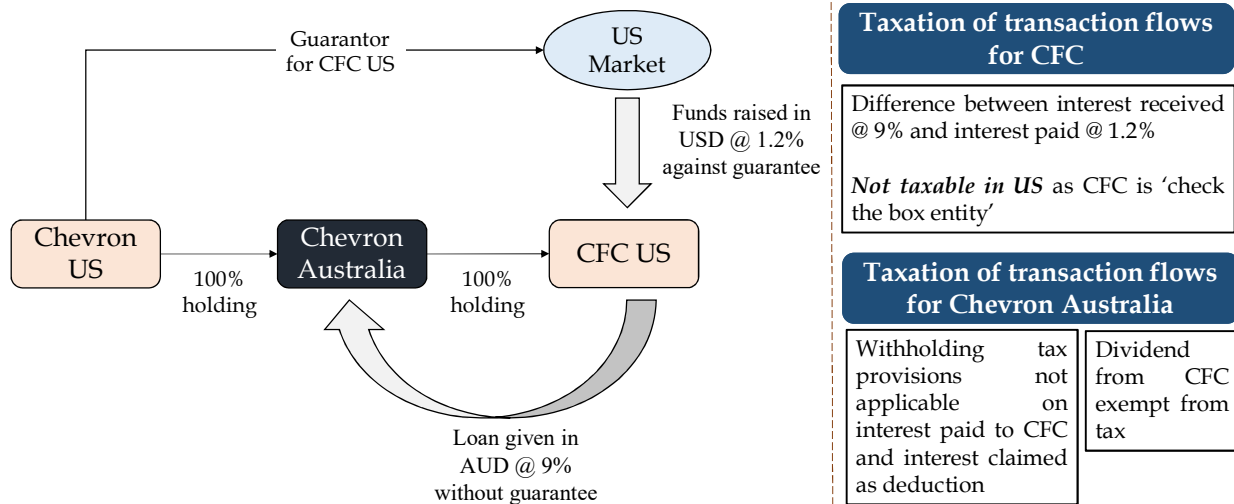 Guarantor
for CFC US
US
Market
Funds raised in
USD @ 1.2%
against guarantee
Chevron
US
100%
holding
Chevron
Australia
100%
holding
CFC US
Loan given in
AUD @ 9%
without guarantee
Taxation of transaction flows
for CFC
Difference between interest received
@ 9% and interest paid @ 1.2%
Not taxable in US as CFC is ‘check
the box entity’
Taxation of transaction flows
for Chevron Australia
Withholding tax
provisions not
applicable on
interest paid to CFC
and interest claimed
as deduction
Dividend
from CFC
exempt from
tax